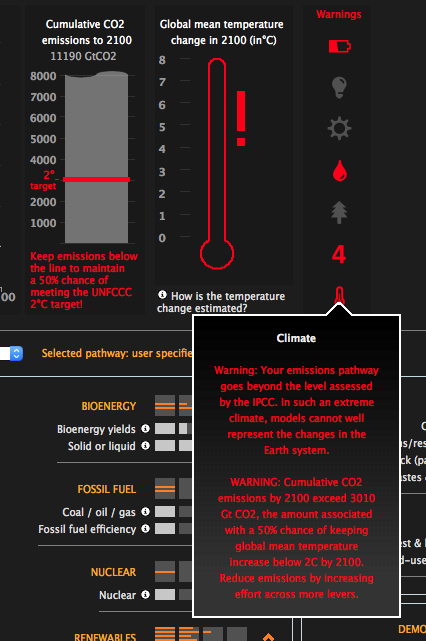 Cumulative CO2
emissions to 2100
11190 GtCO2
8000
7000
6000
5000
4000
2°
target
2000
1000
Keep emissions below
the line to maintain
a 50% chance of
meeting the UNFCCC
2°C target!
Global mean temperature
change in 2100 (in°C)
8
7
6
5
4
3
2
1
0
!
How is the temperature
change estimated?
Warnings
4
00
Climate
Warning: Your emissions pathway
goes beyond the level assessed
by the IPCC. In such an extreme
climate, models cannot well
represent the changes in the
Earth system.
WARNING: Cumulative CO2
emissions by 2100 exceed 3010
Gt CO2, the amount associated
with a 50% chance of keeping
global mean temperature
increase below 2C by 2100.
Reduce emissions by increasing
effort across more levers.
Selected pathway: user specifie
BIOENERGY
Bioenergy yields
Solid or liquid
FOSSIL FUEL
Coal / oil / gas
Fossil fuel efficiency
NUCLEAR
Nuclear
RENEWABLES
C
s/res
ck (pa
stes
est & l
d-use
DEMO